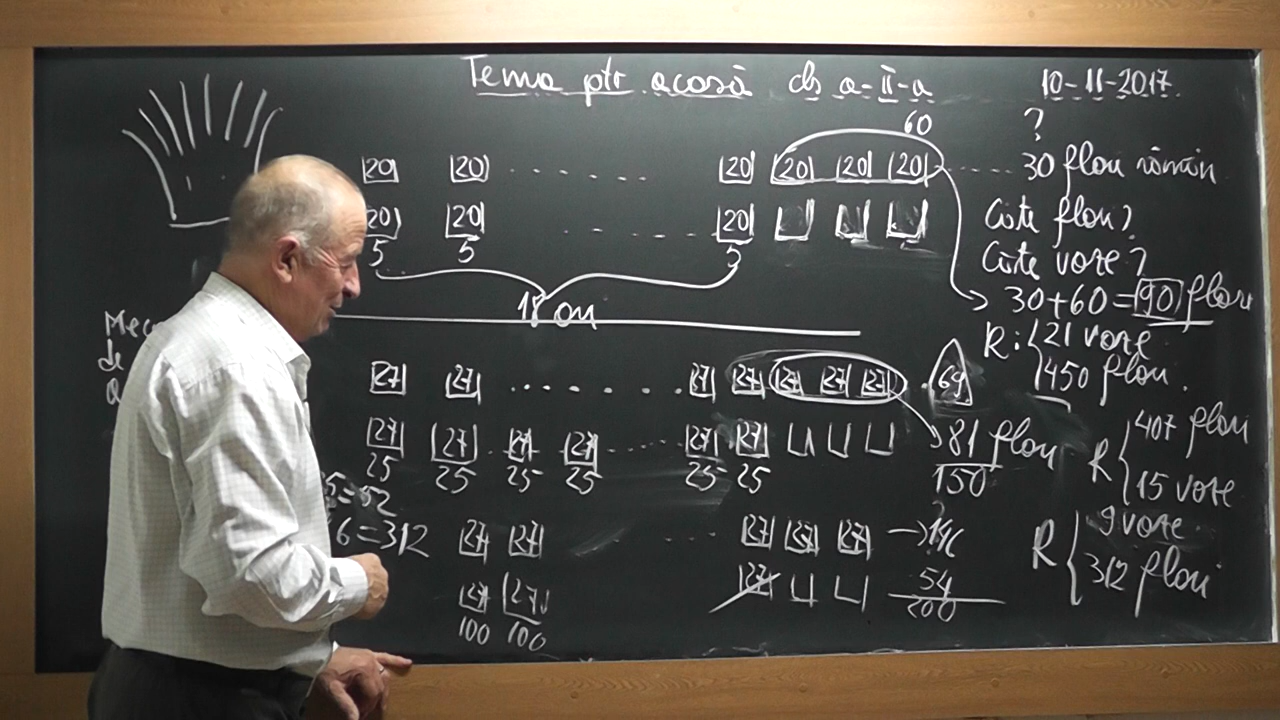 Tema ptr acasă cls a-II-a 10-11-2017.
60 ?
20 20 ....... 20 20 20 20 ..... 30 flori rămân
20 20 ....... 20
5 5 5
Câte flori?
Câte vaze?
18 ori
30+60=90 flori
R: 21 vaze
450 flori.
27 27 ........ 27 27 27 27 27 69
27 27 27 27 ...... 27 27 81 flori
25 25 25 25 25 25 150
R 407 flori
15 vaze
=52
6=312
27 27 ... 27 27 27
27 27 27 54
100 100 200
R 9 vaze
312 flori